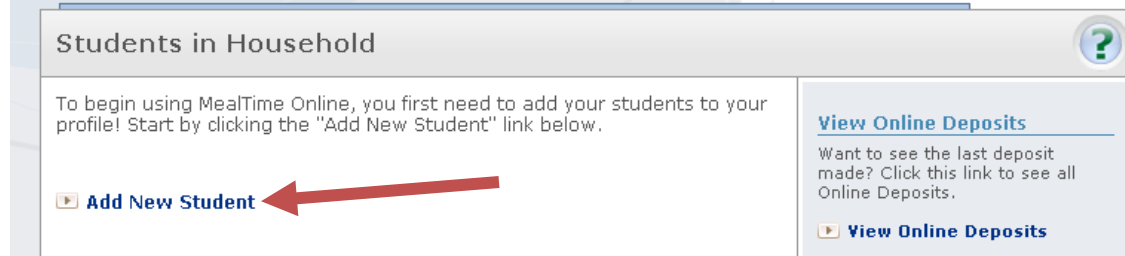 Students in Household
?
To begin using MealTime Online, you first need to add your students to your
profile! Start by clicking the "Add New Student" link below.
Add New Student
View Online Deposits
Want to see the last deposit
made? Click this link to see all
Online Deposits.
View Online Deposits